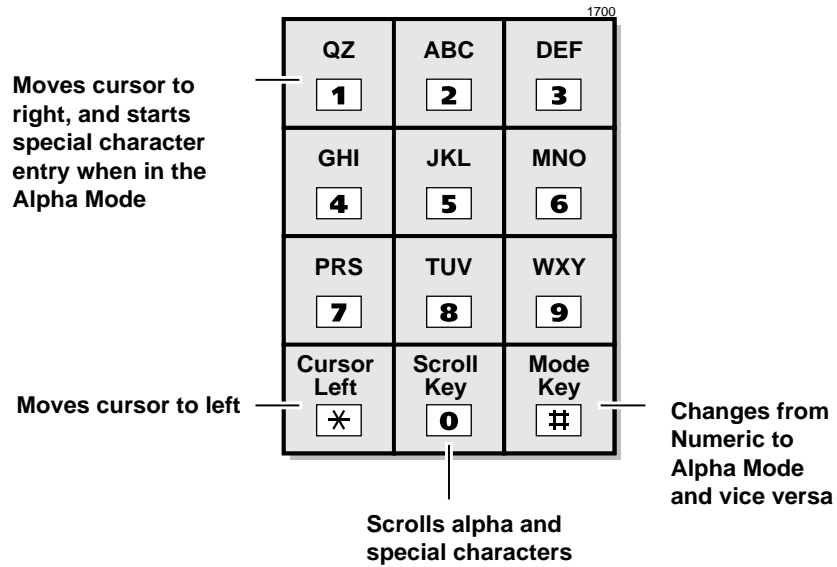 1700
QZ ABC DEF
1 2 3
Moves cursor to
right, and starts
special character
entry when in the
Alpha Mode
GHI JKL MNO
4 5 6
PRS TUV WXY
7 8 9
Cursor
Left
Scroll
Key
Mode
Key
* 0 #
Moves cursor to left
Changes from
Numeric to
Alpha Mode
and vice versa
Scrolls alpha and
special characters